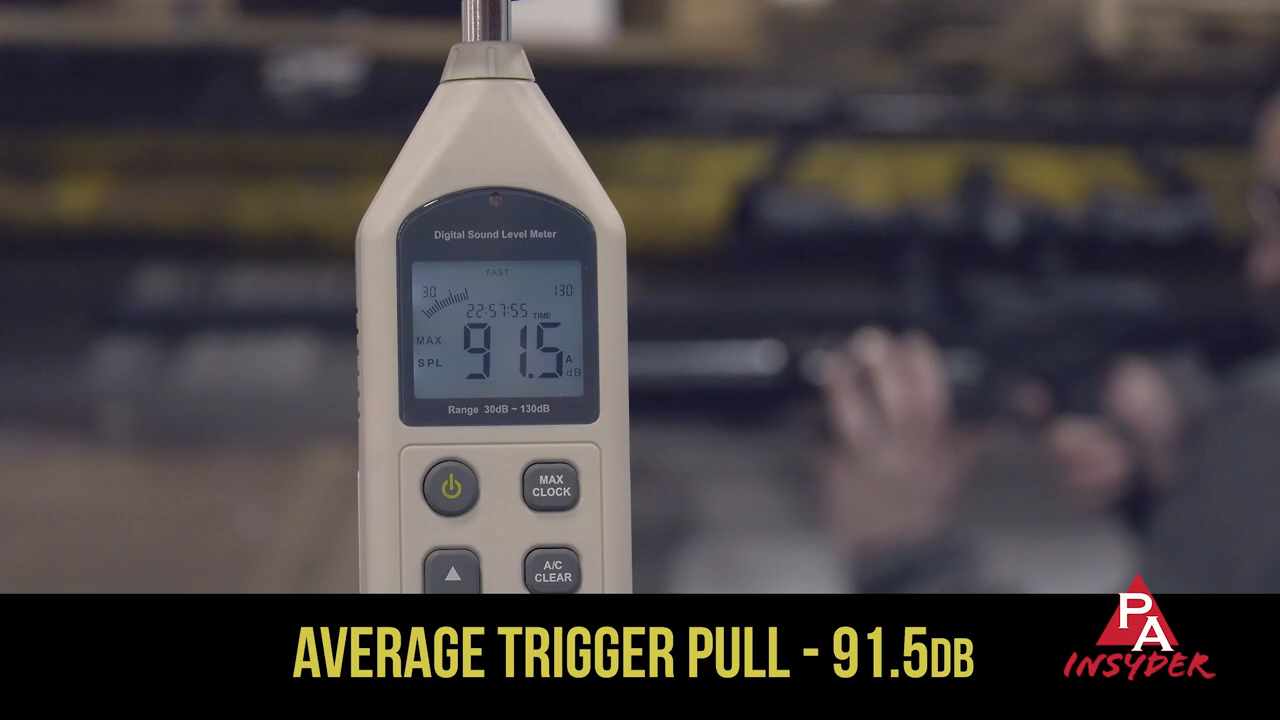 Digital Sound Level Meter
FAST
30 130
22:57:55 TIME
MAX
SPL 91.5 A dB
Range 30dB ~ 130dB
MAX
CLOCK
A/C
CLEAR
AVERAGE TRIGGER PULL - 91.5DB
PA
INSYDER